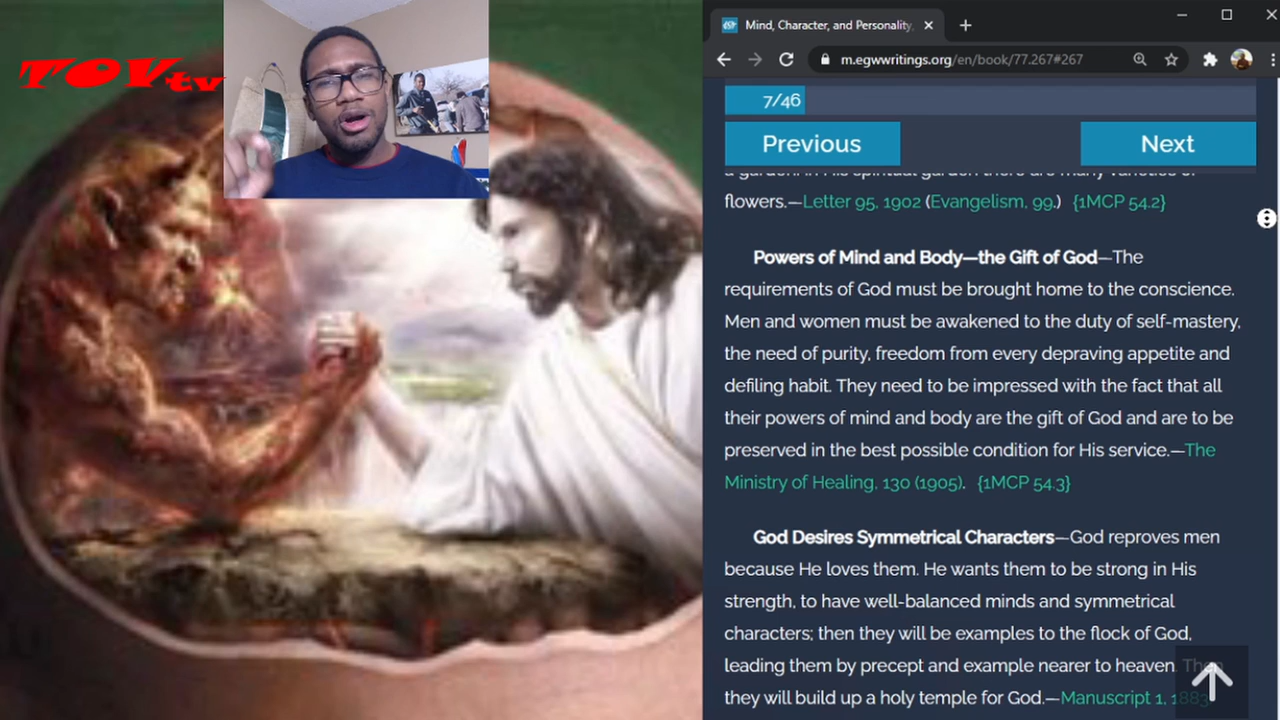 TOVtv
Mind, Character, and Personality,
m.egwwritings.org/en/book/77.267#267
7/46
Previous
Next
flowers.—Letter 95, 1902 (Evangelism, 99.) {1MCP 54.2}
Powers of Mind and Body—the Gift of God—The
requirements of God must be brought home to the conscience.
Men and women must be awakened to the duty of self-mastery,
the need of purity, freedom from every depraving appetite and
defiling habit. They need to be impressed with the fact that all
their powers of mind and body are the gift of God and are to be
preserved in the best possible condition for His service.—The
Ministry of Healing, 130 (1905). {1MCP 54.3}
God Desires Symmetrical Characters—God reproves men
because He loves them. He wants them to be strong in His
strength, to have well-balanced minds and symmetrical
characters; then they will be examples to the flock of God,
leading them by precept and example nearer to heaven. Then
they will build up a holy temple for God.—Manuscript 1, 1883